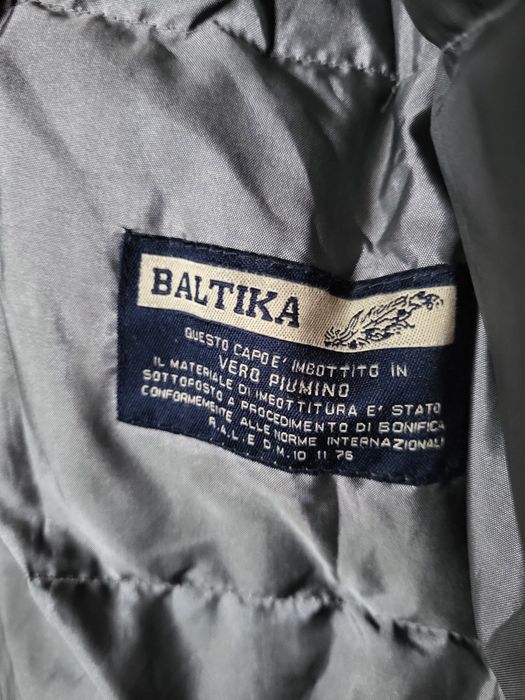 BALTIKA
QUESTO CAPO E' IMBOTTITO IN
VERO PIUMINO
IL MATERIALE DI IMBOTTITURA E' STATO
SOTTOPOSTO A PROCEDIMENTO DI BONIFICA
CONFORMEMENTE ALLE NORME INTERNAZIONALI
R.A.L. E D.M. 10 11 76